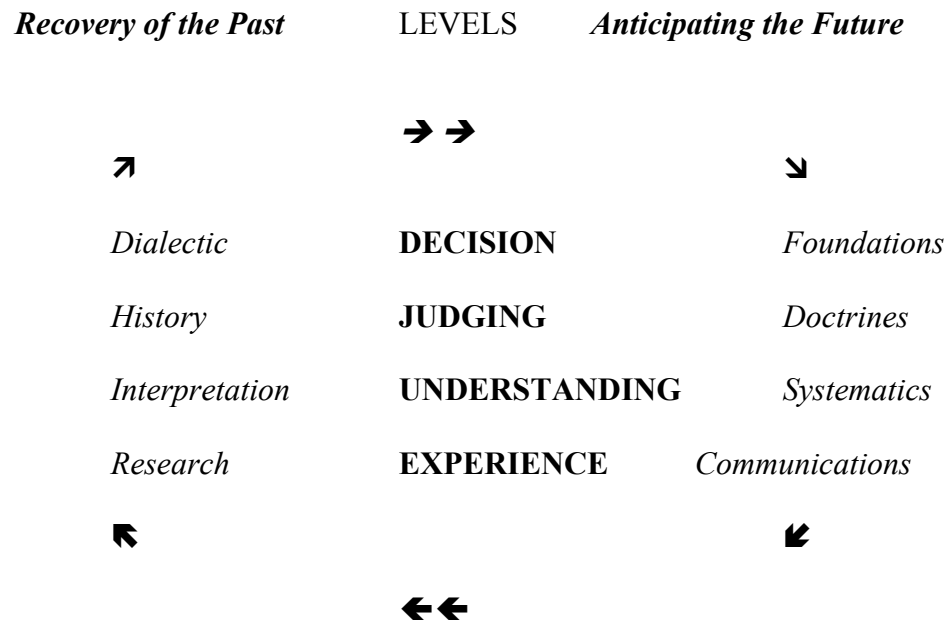 Recovery of the Past LEVELS Anticipating the Future
➔ ➔
⬈ ⬊
Dialectic DECISION Foundations
History JUDGING Doctrines
Interpretation UNDERSTANDING Systematics
Research EXPERIENCE Communications
⬉ ⬋
🡸🡸